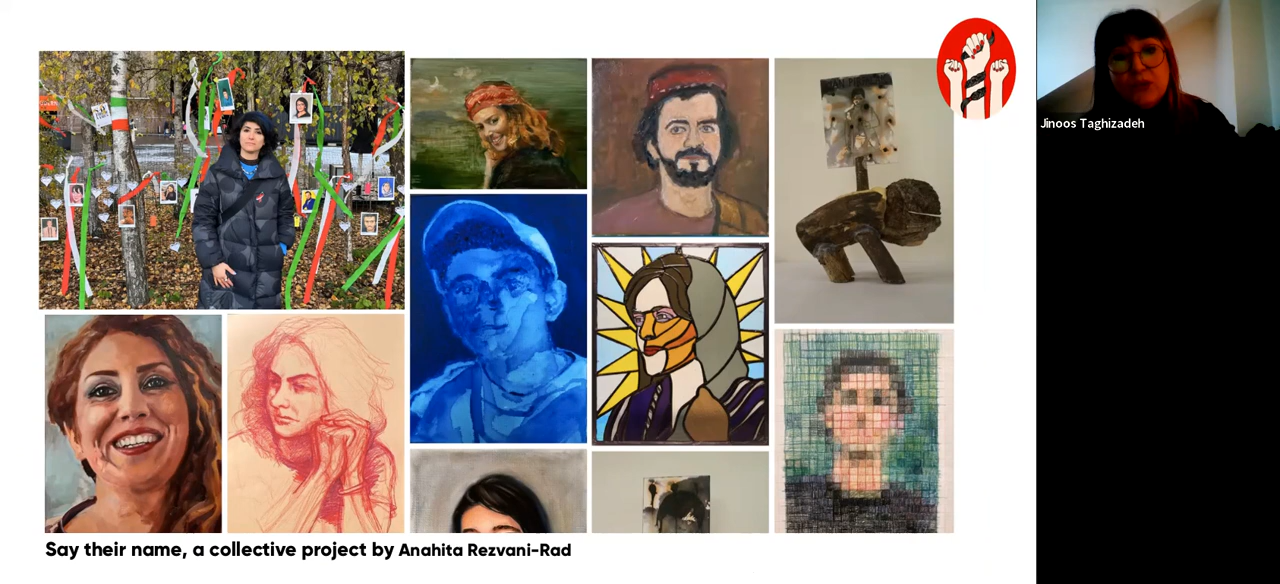 Jinoos Taghizadeh
Say their name, a collective project by Anahita Rezvani-Rad